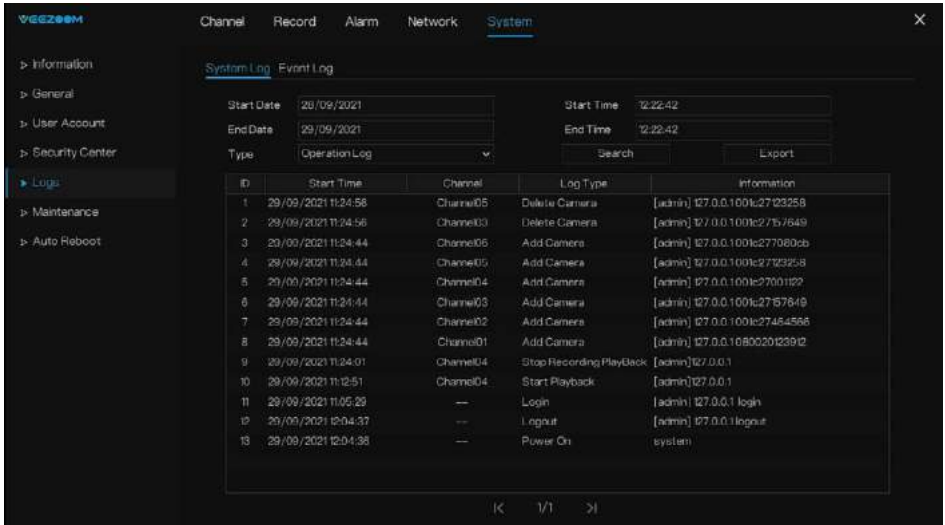 VEEZOOM Channel Record Alarm Network System X
Information
General
User Account
Security Center
Logs
Maintenance
Auto Reboot
System Log Event Log
Start Date 28/09/2021 Start Time 12:22:42
End Date 29/09/2021 End Time 12:22:42
Type Operation Log Search Export
ID Start Time Channel Log Type Information
1 29/09/2021 11:24:58 Channel05 Delete Camera [admin] 127.0.0.1001c27123258
2 29/09/2021 11:24:56 Channel03 Delete Camera [admin] 127.0.0.1001c27157649
3 29/09/2021 11:24:44 Channel06 Add Camera [admin] 127.0.0.1001c277080cb
4 29/09/2021 11:24:44 Channel05 Add Camera [admin] 127.0.0.1001c27123258
5 29/09/2021 11:24:44 Channel04 Add Camera [admin] 127.0.0.1001c27001122
6 29/09/2021 11:24:44 Channel03 Add Camera [admin] 127.0.0.1001c27157649
7 29/09/2021 11:24:44 Channel02 Add Camera [admin] 127.0.0.1001c27464566
8 29/09/2021 11:24:44 Channel01 Add Camera [admin] 127.0.0.1080020123912
9 29/09/2021 11:24:01 Channel04 Stop Recording PlayBack [admin]127.0.0.1
10 29/09/2021 11:12:51 Channel04 Start Playback [admin]127.0.0.1
11 29/09/2021 11:05:29 -- Login [admin] 127.0.0.1 login
12 29/09/2021 12:04:37 -- Logout [admin] 127.0.0.1 logout
13 29/09/2021 12:04:36 -- Power On system
1/1